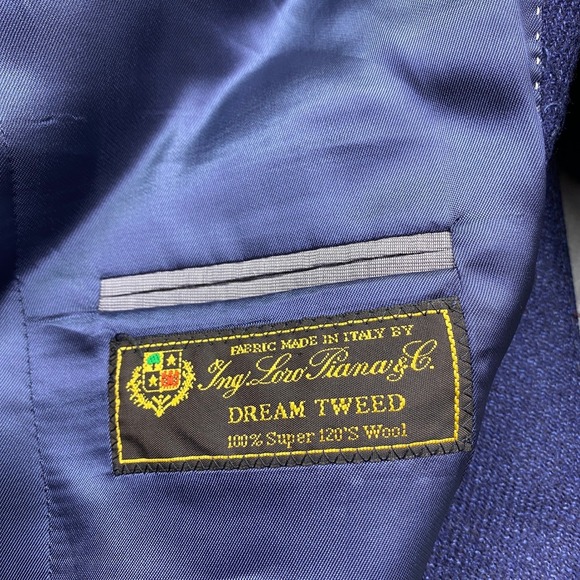 FABRIC MADE IN ITALY BY
Ing. Loro Piana & C.
DREAM TWEED
100% Super 120'S Wool